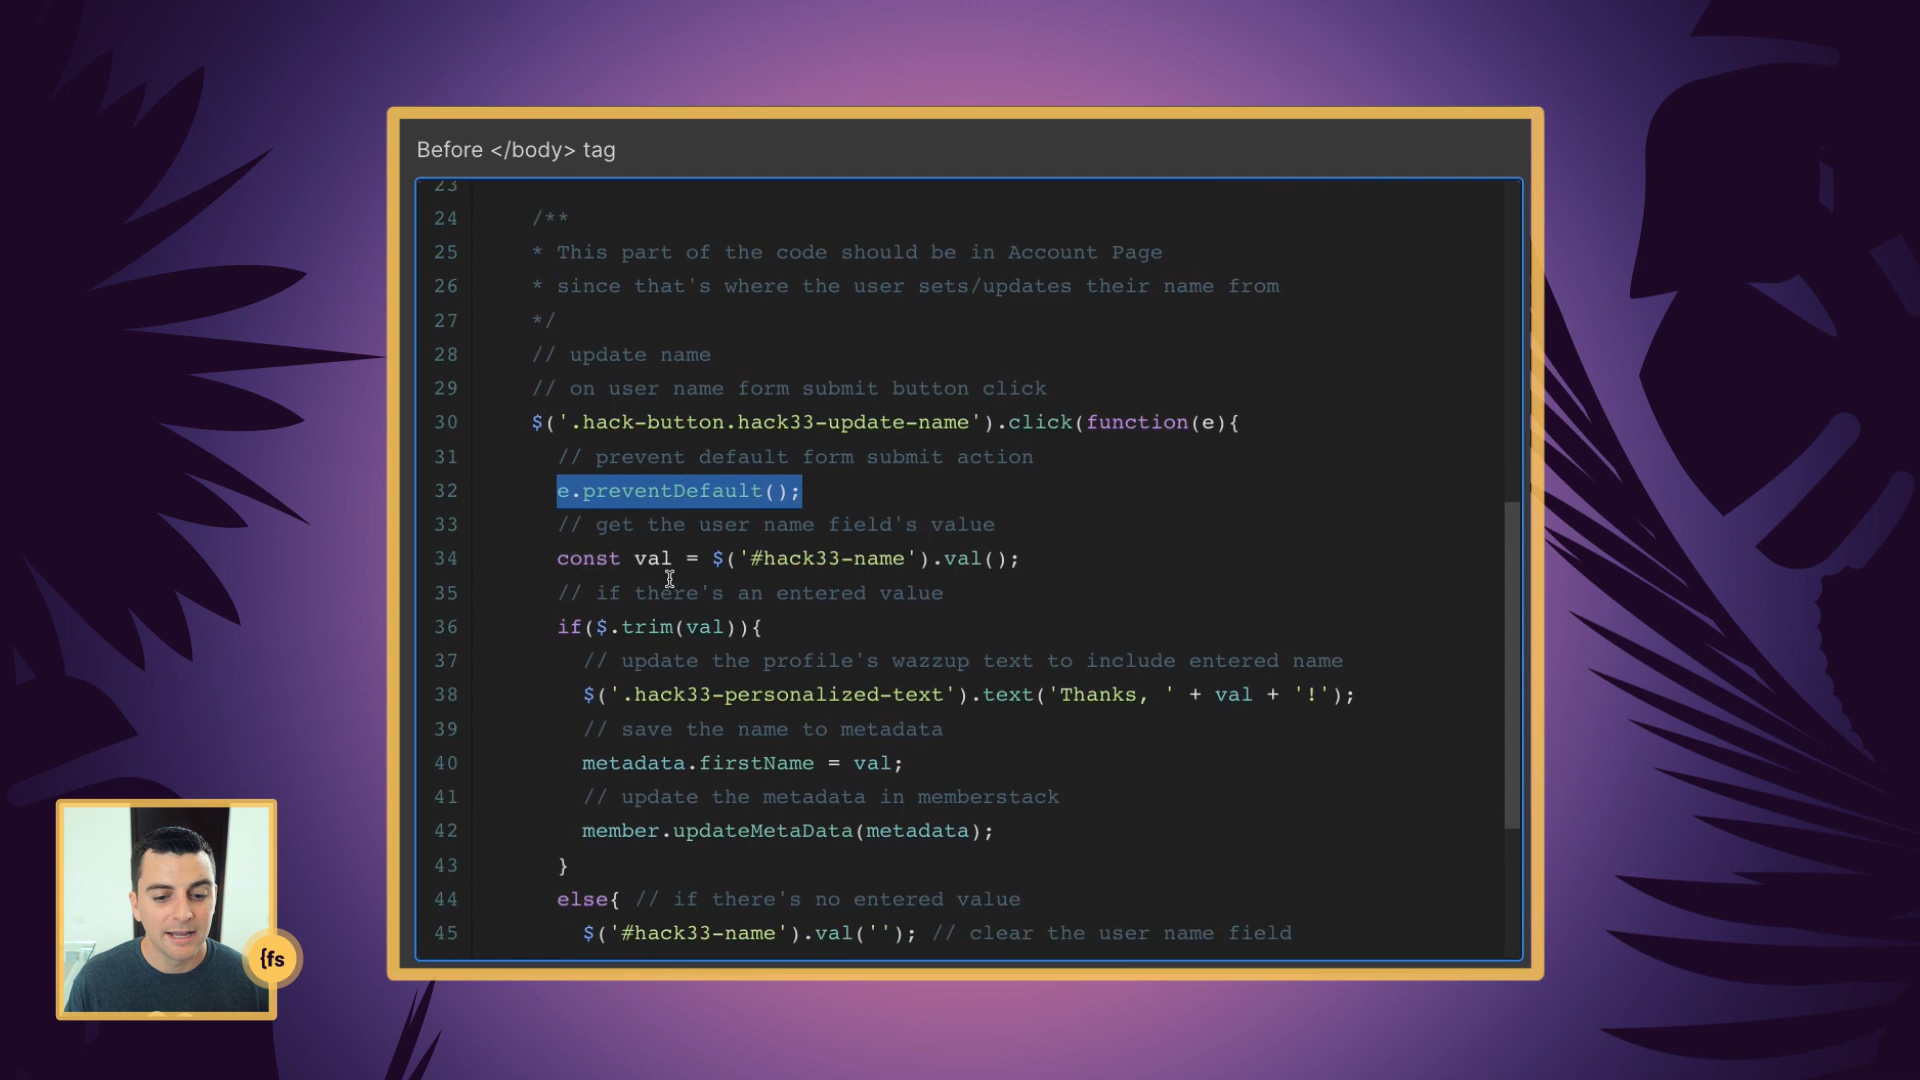 Before </body> tag
23
24 /**
25 * This part of the code should be in Account Page
26 * since that's where the user sets/updates their name from
27 */
28 // update name
29 // on user name form submit button click
30 $('.hack-button.hack33-update-name').click(function(e){
31 // prevent default form submit action
32 e.preventDefault();
33 // get the user name field's value
34 const val = $('#hack33-name').val();
35 // if there's an entered value
36 if($.trim(val)){
37 // update the profile's wazzup text to include entered name
38 $('.hack33-personalized-text').text('Thanks, ' + val + '!');
39 // save the name to metadata
40 metadata.firstName = val;
41 // update the metadata in memberstack
42 member.updateMetaData(metadata);
43 }
44 else{ // if there's no entered value
45 $('#hack33-name').val(''); // clear the user name field
{fs